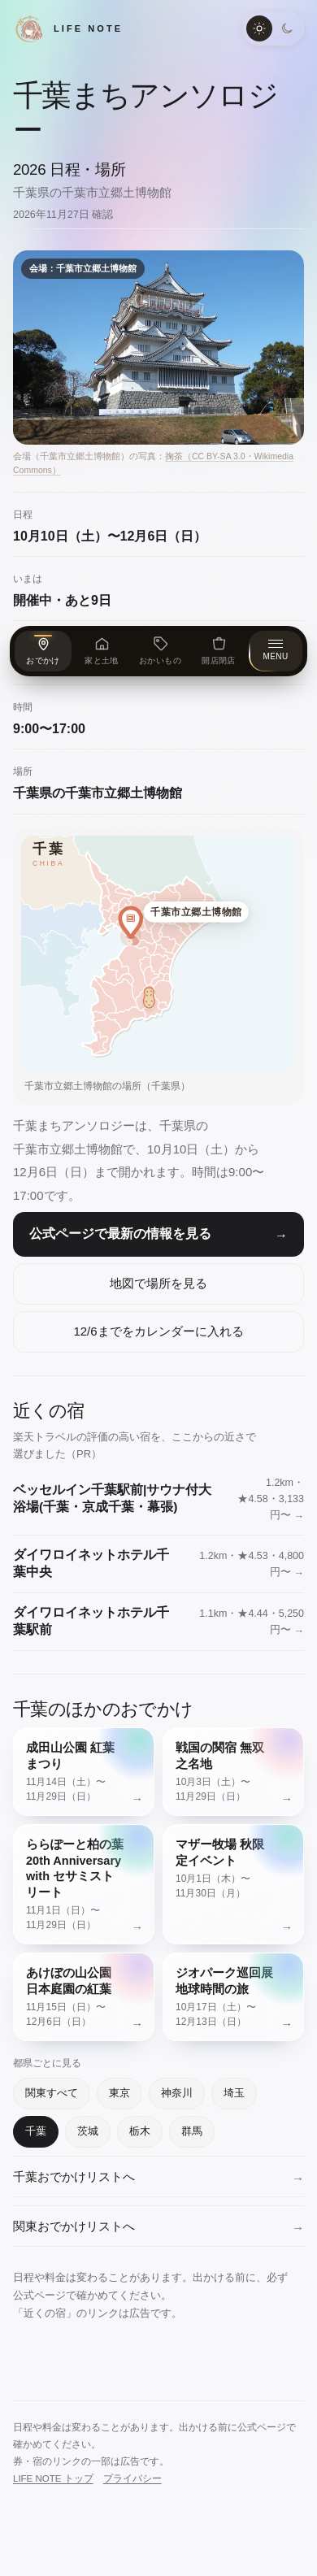 LIFE NOTE
千葉まちアンソロジ
ー
2026 日程・場所
千葉県の千葉市立郷土博物館
2026年11月27日 確認
会場：千葉市立郷土博物館
会場（千葉市立郷土博物館）の写真：掬茶（CC BY-SA 3.0・Wikimedia
Commons）
日程
10月10日（土）〜12月6日（日）
いまは
開催中・あと9日
おでかけ
家と土地
おかいもの
開店閉店
MENU
時間
9:00〜17:00
場所
千葉県の千葉市立郷土博物館
千葉
CHIBA
千葉市立郷土博物館
千葉市立郷土博物館の場所（千葉県）
千葉まちアンソロジーは、千葉県の
千葉市立郷土博物館で、10月10日（土）から
12月6日（日）まで開かれます。時間は9:00〜
17:00です。
公式ページで最新の情報を見る →
地図で場所を見る
12/6までをカレンダーに入れる
近くの宿
楽天トラベルの評価の高い宿を、ここからの近さで
選びました（PR）
ベッセルイン千葉駅前|サウナ付大
浴場(千葉・京成千葉・幕張)
1.2km・
★4.58・3,133
円〜 →
ダイワロイネットホテル千
葉中央
1.2km・★4.53・4,800
円〜 →
ダイワロイネットホテル千
葉駅前
1.1km・★4.44・5,250
円〜 →
千葉のほかのおでかけ
成田山公園 紅葉
まつり
11月14日（土）〜
11月29日（日） →
戦国の関宿 無双
之名地
10月3日（土）〜
11月29日（日） →
ららぽーと柏の葉
20th Anniversary
with セサミスト
リート
11月1日（日）〜
11月29日（日） →
マザー牧場 秋限
定イベント
10月1日（木）〜
11月30日（月）
→
あけぼの山公園
日本庭園の紅葉
11月15日（日）〜
12月6日（日） →
ジオパーク巡回展
地球時間の旅
10月17日（土）〜
12月13日（日） →
都県ごとに見る
関東すべて
東京
神奈川
埼玉
千葉
茨城
栃木
群馬
千葉おでかけリストへ →
関東おでかけリストへ →
日程や料金は変わることがあります。出かける前に、必ず
公式ページで確かめてください。
「近くの宿」のリンクは広告です。
日程や料金は変わることがあります。出かける前に公式ページで
確かめてください。
券・宿のリンクの一部は広告です。
LIFE NOTE トップ プライバシー